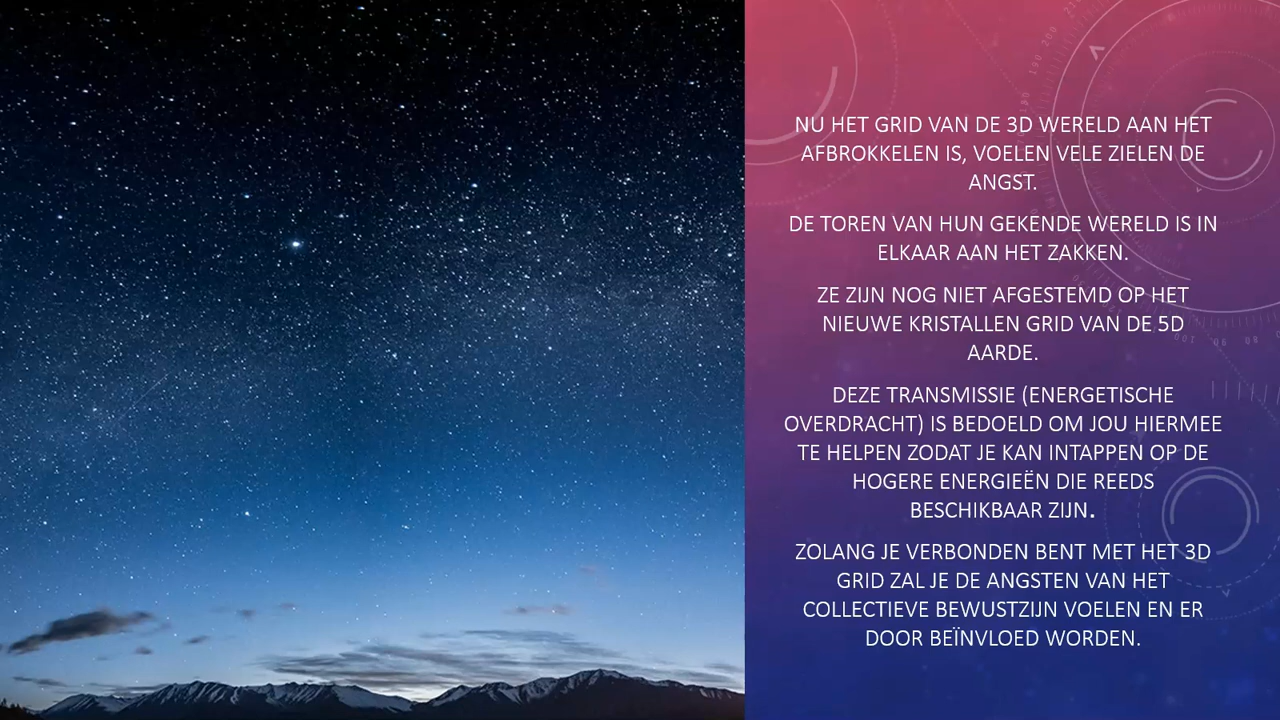 NU HET GRID VAN DE 3D WERELD AAN HET
AFBROKKELEN IS, VOELEN VELE ZIELEN DE
ANGST.
DE TOREN VAN HUN GEKENDE WERELD IS IN
ELKAAR AAN HET ZAKKEN.
ZE ZIJN NOG NIET AFGESTEMD OP HET
NIEUWE KRISTALLEN GRID VAN DE 5D
AARDE.
DEZE TRANSMISSIE (ENERGETISCHE
OVERDRACHT) IS BEDOELD OM JOU HIERMEE
TE HELPEN ZODAT JE KAN INTAPPEN OP DE
HOGERE ENERGIEËN DIE REEDS
BESCHIKBAAR ZIJN.
ZOLANG JE VERBONDEN BENT MET HET 3D
GRID ZAL JE DE ANGSTEN VAN HET
COLLECTIEVE BEWUSTZIJN VOELEN EN ER
DOOR BEÏNVLOED WORDEN.